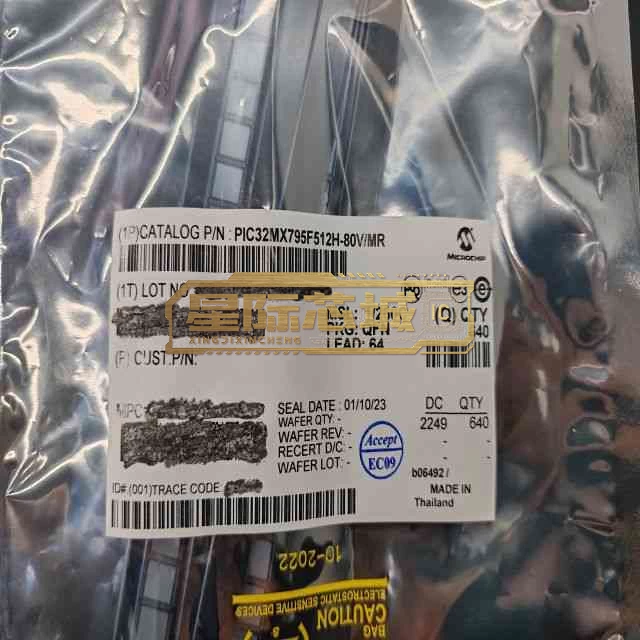 (1P)CATALOG P/N : PIC32MX795F512H-80V/MR
MICROCHIP
(1T) LOT NO
星际芯城
XINGJIXINCHENG
(Q) QTY
640
LEAD: 64
(P) CUST.P/N:
MPC:
SEAL DATE : 01/10/23
WAFER QTY: -
WAFER REV: -
RECERT D/C: -
WAFER LOT: -
Accept
EC09
DC QTY
2249 640
- -
- -
b06492 /
MADE IN
Thailand
ID#.(001)TRACE CODE
10-2022
BAG
ELECTROSTATIC SENSITIVE DEVICES
CAUTION
8